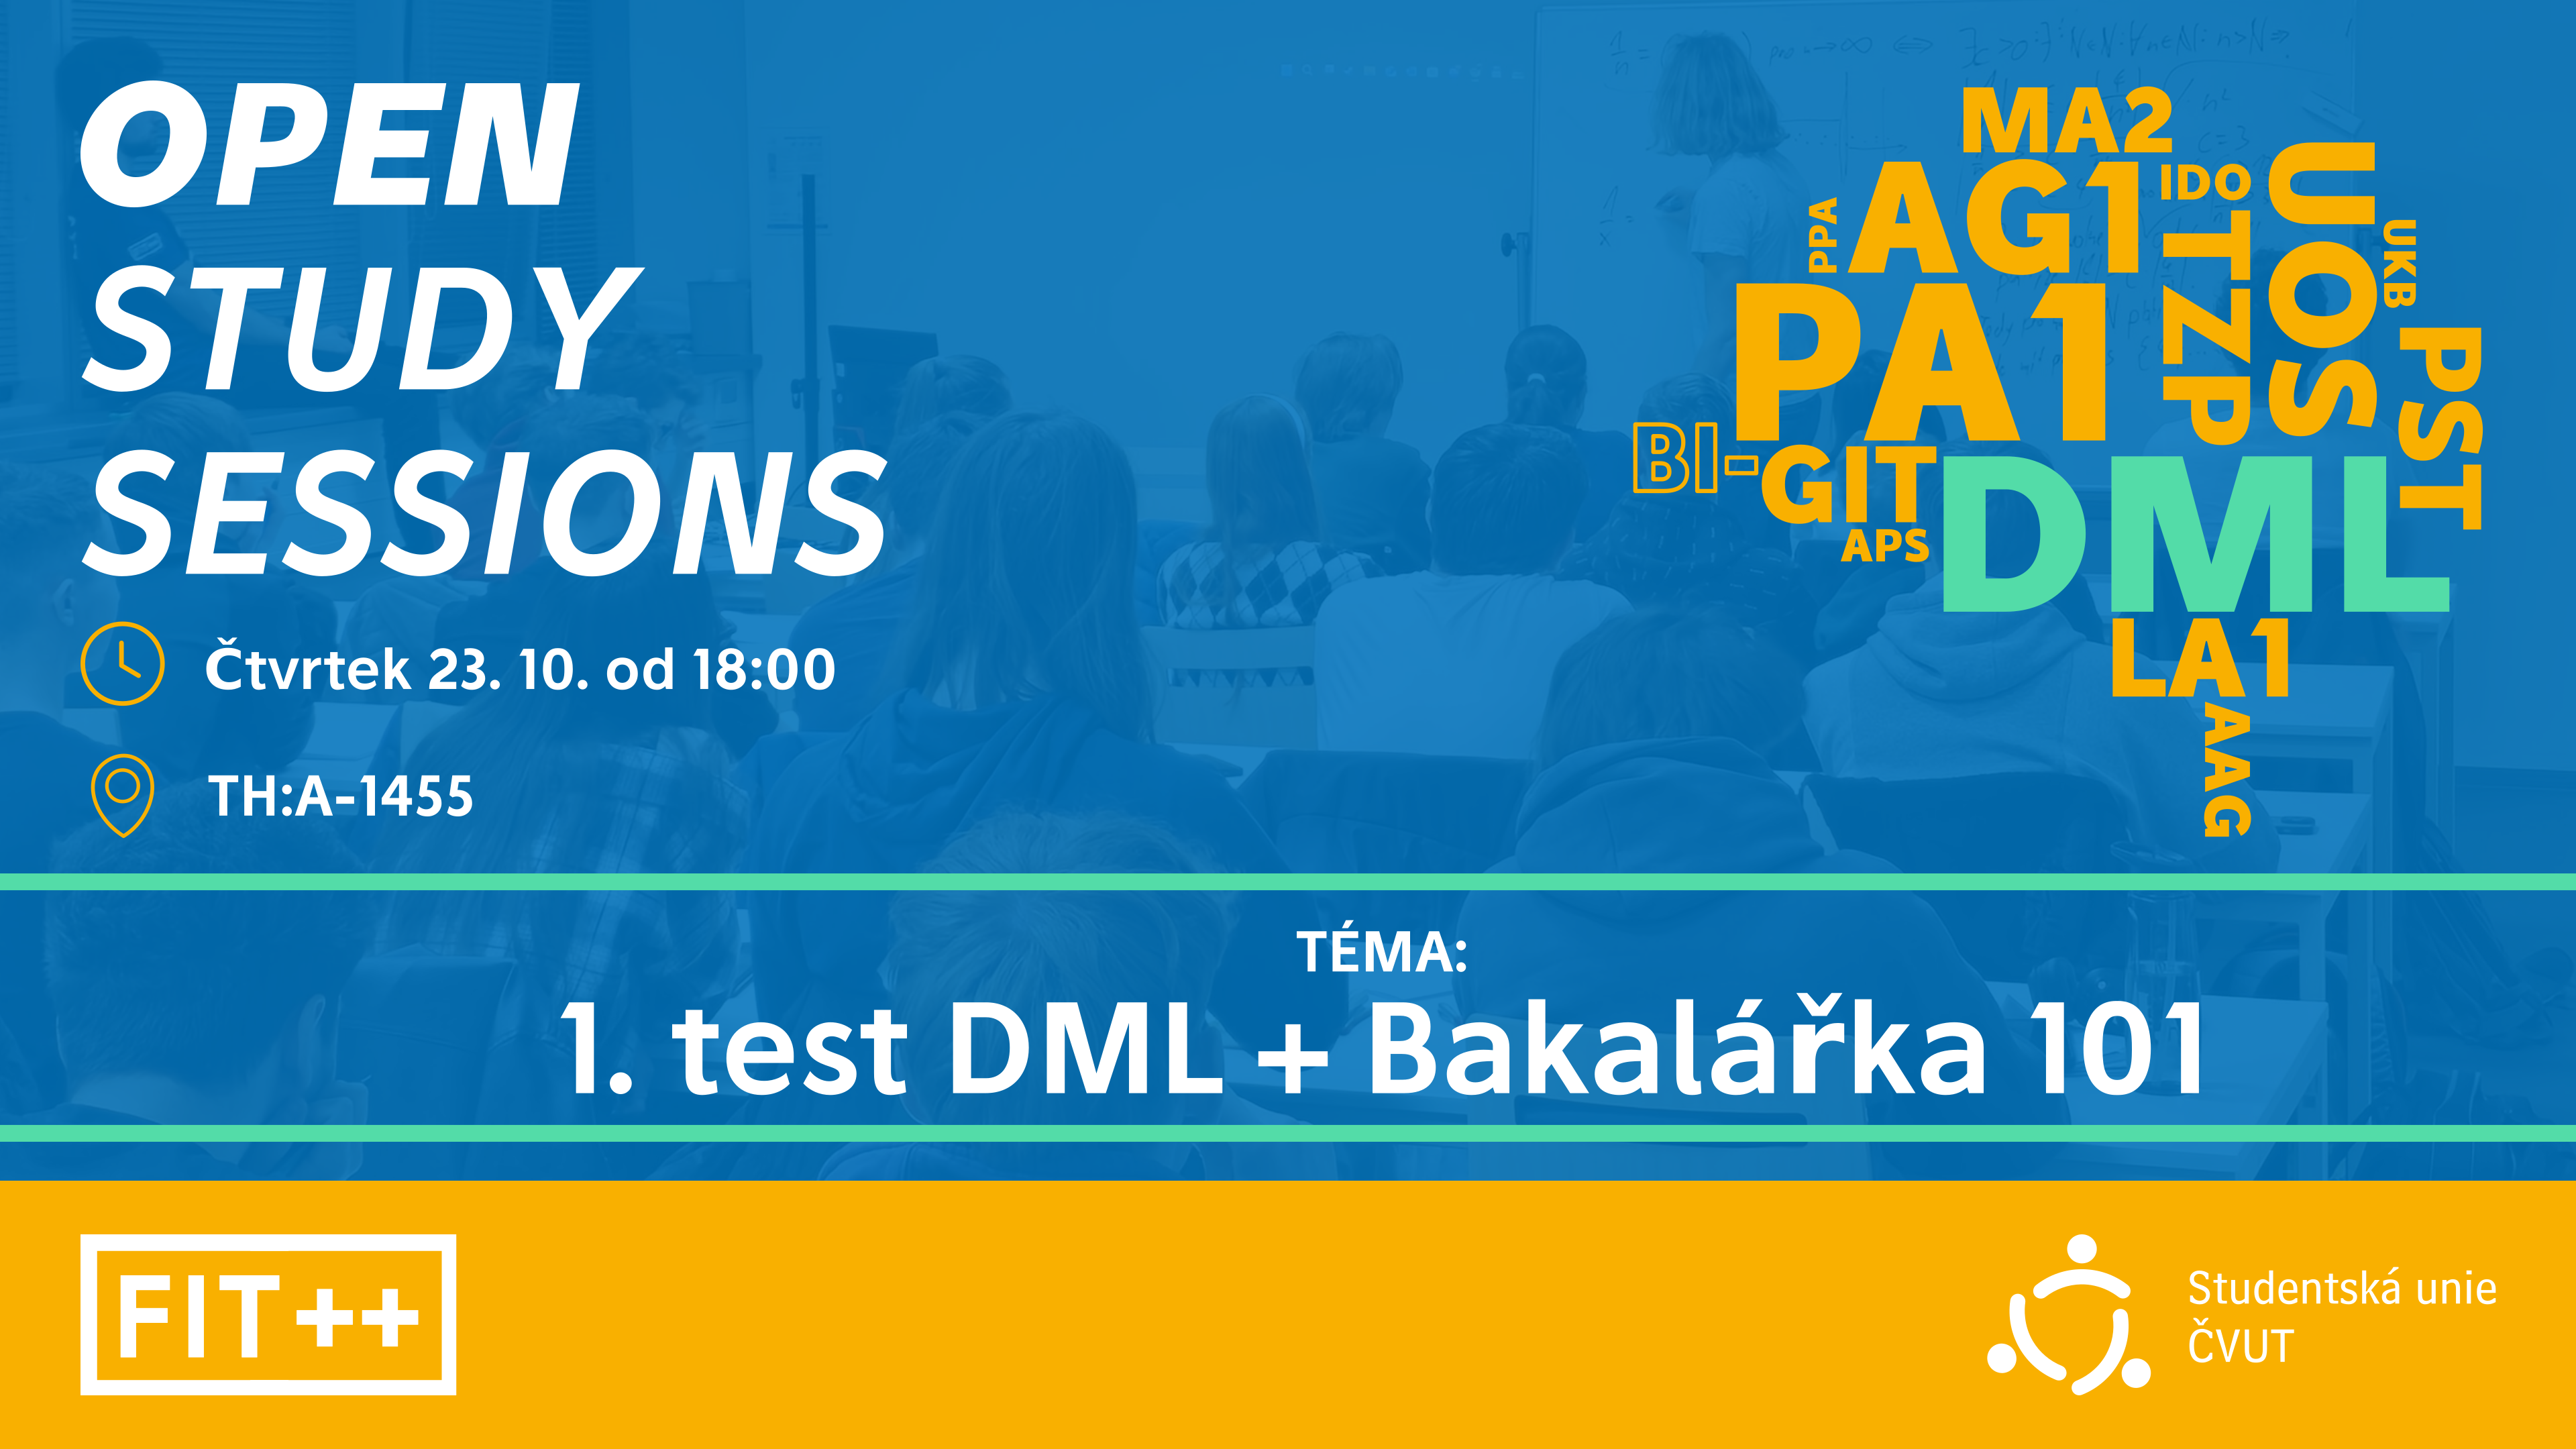 OPEN
STUDY
SESSIONS
Čtvrtek 23. 10. od 18:00
TH:A-1455
MA2
AG1
IDO
PPA
UOS
UKB
ITZP
PA1
PST
BI-GIT
APS
DML
LA1
AAG
TÉMA:
1. test DML + Bakalářka 101
FIT++
Studentská unie
ČVUT